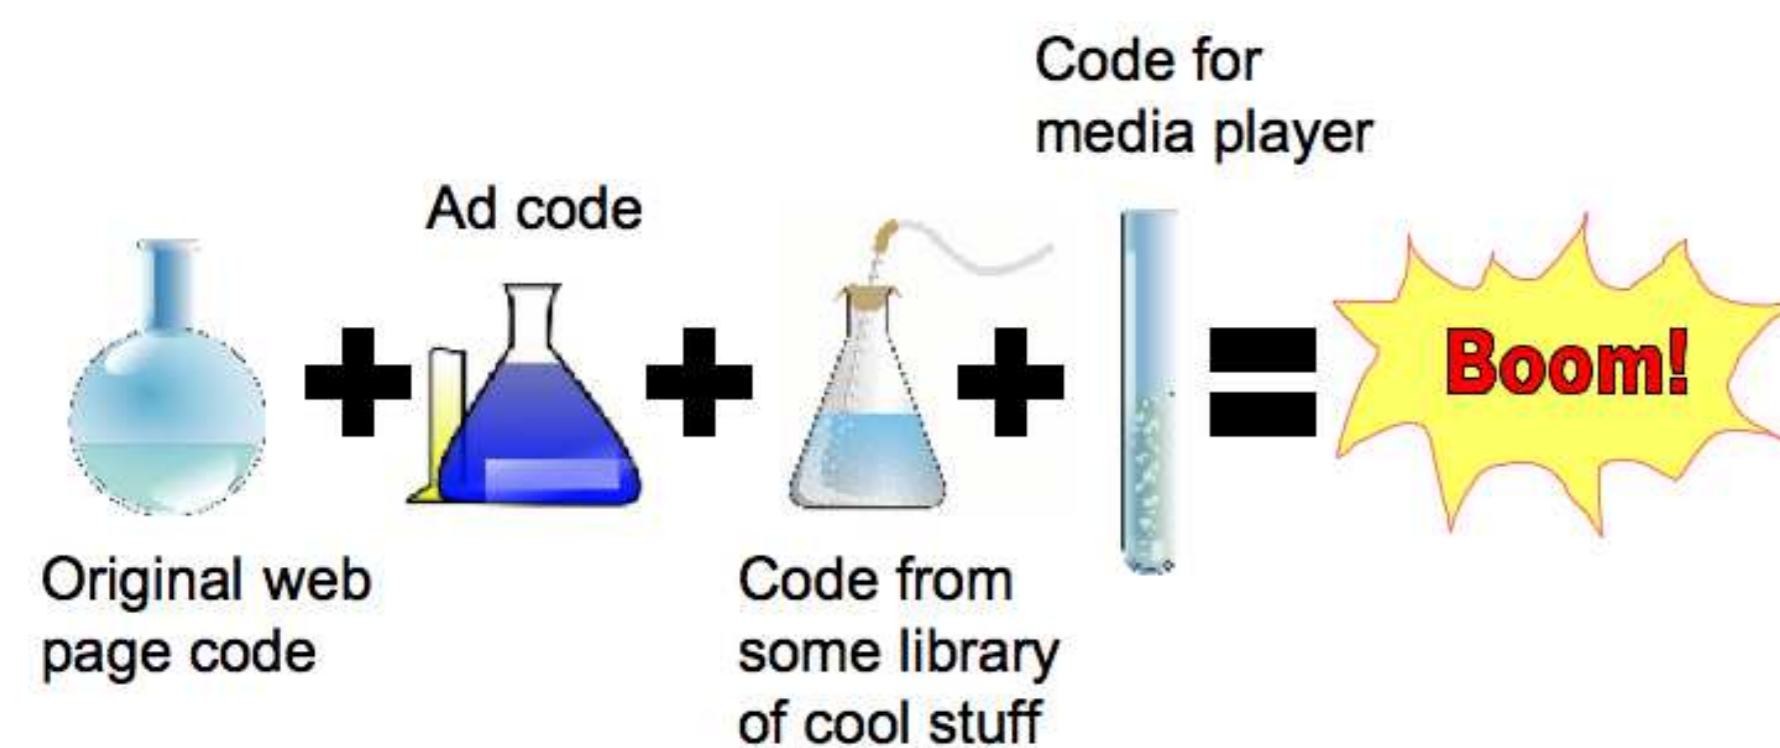 Original web
page code
Ad code
Code from
some library
of cool stuff
Code for
media player
Boom!